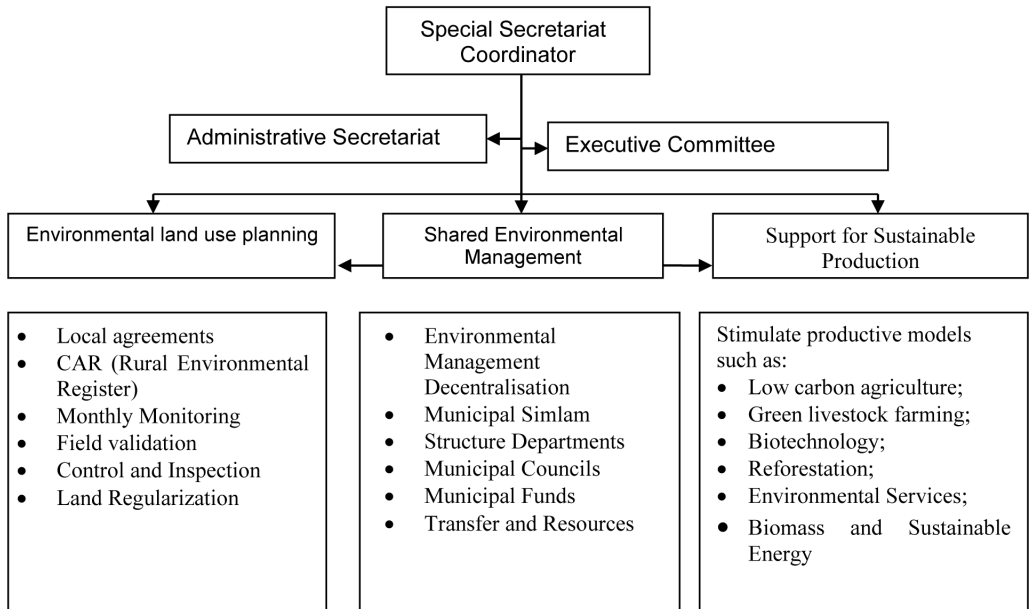 Special Secretariat
Coordinator
Administrative Secretariat
Executive Committee
Environmental land use planning
Shared Environmental
Management
Support for Sustainable
Production
• Local agreements
• CAR (Rural Environmental
Register)
• Monthly Monitoring
• Field validation
• Control and Inspection
• Land Regularization
• Environmental
Management
Decentralisation
• Municipal Simlam
• Structure Departments
• Municipal Councils
• Municipal Funds
• Transfer and Resources
Stimulate productive models
such as:
• Low carbon agriculture;
• Green livestock farming;
• Biotechnology;
• Reforestation;
• Environmental Services;
• Biomass and Sustainable
Energy